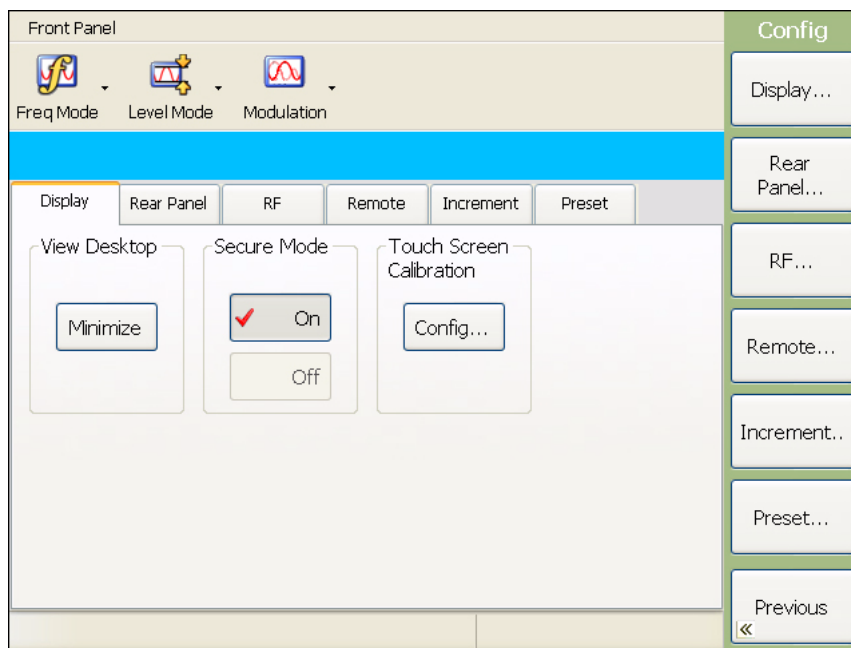 Front Panel
Config
Freq Mode
Level Mode
Modulation
Display...
Rear
Panel...
RF...
Remote...
Increment..
Preset...
Previous
Display
Rear Panel
RF
Remote
Increment
Preset
View Desktop
Minimize
Secure Mode
On
Off
Touch Screen
Calibration
Config...